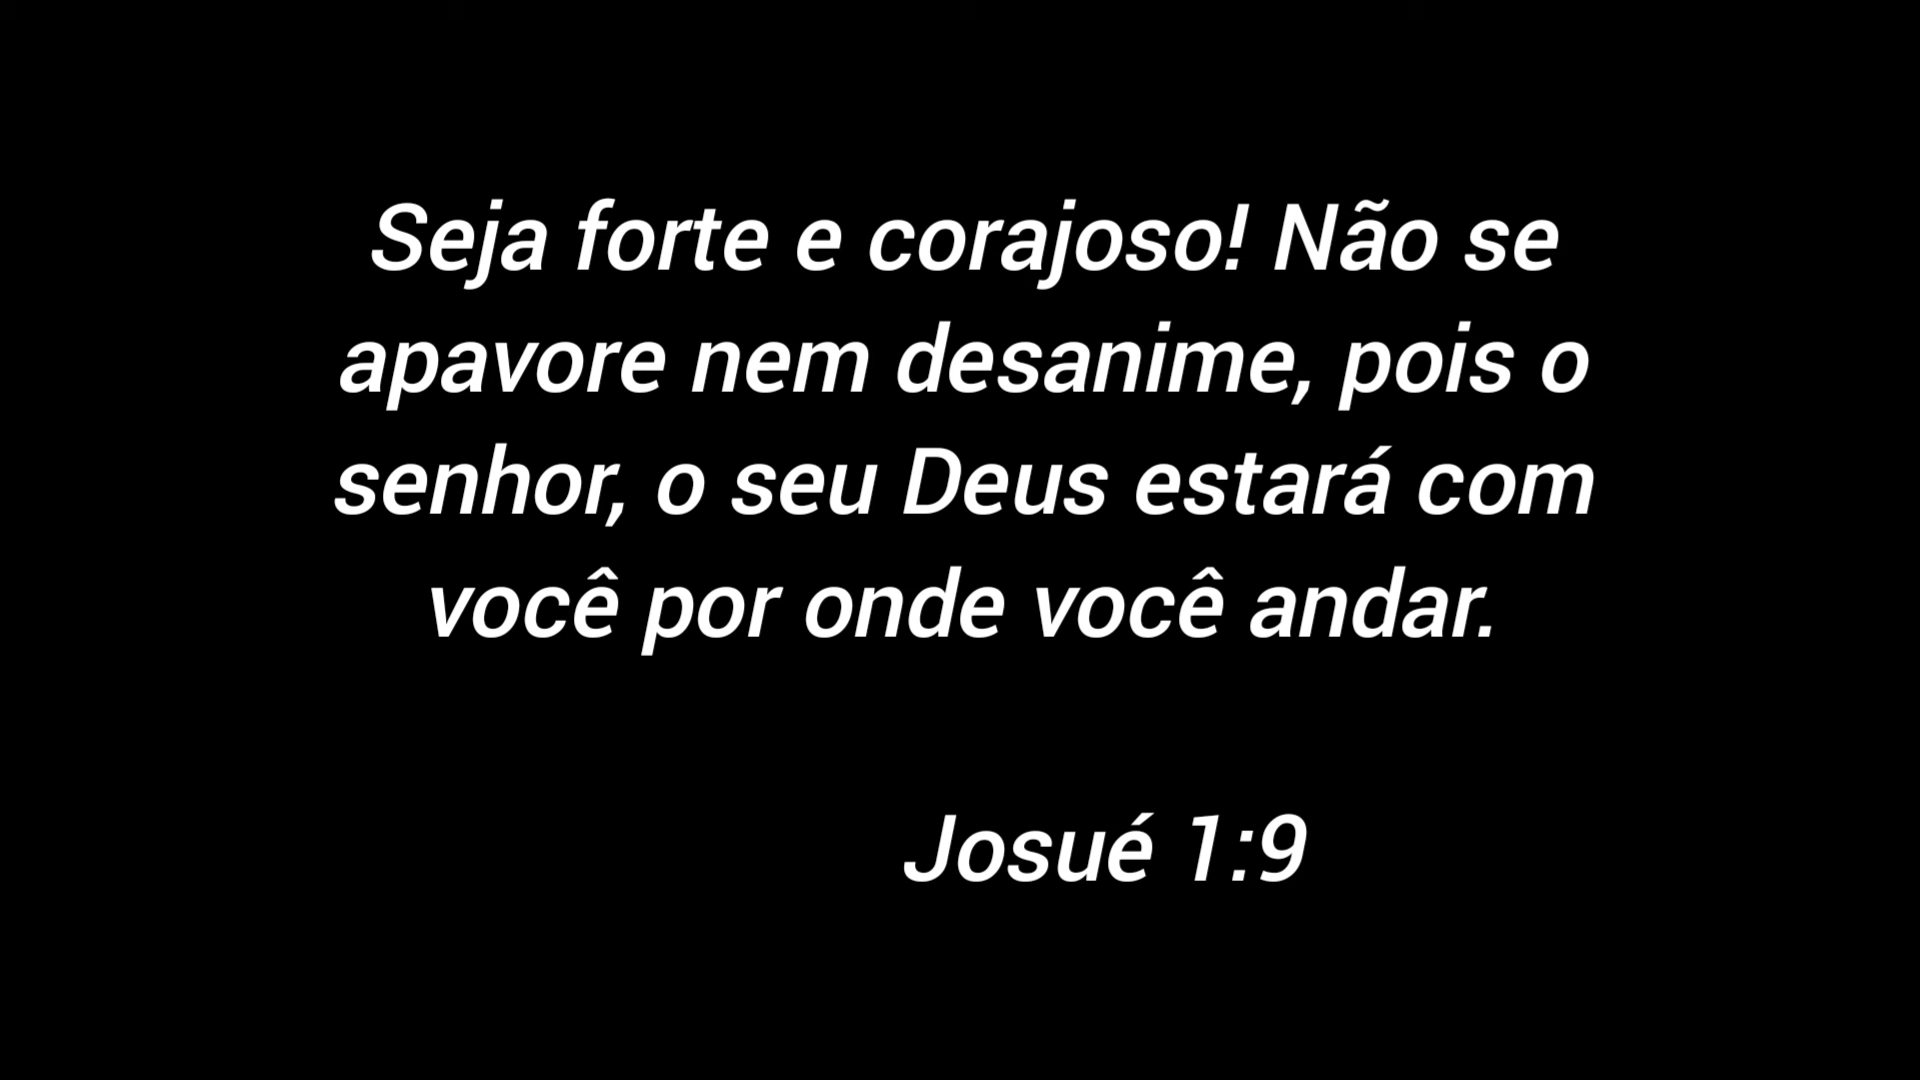 Seja forte e corajoso! Não se
apavore nem desanime, pois o
senhor, o seu Deus estará com
você por onde você andar.
Josué 1:9